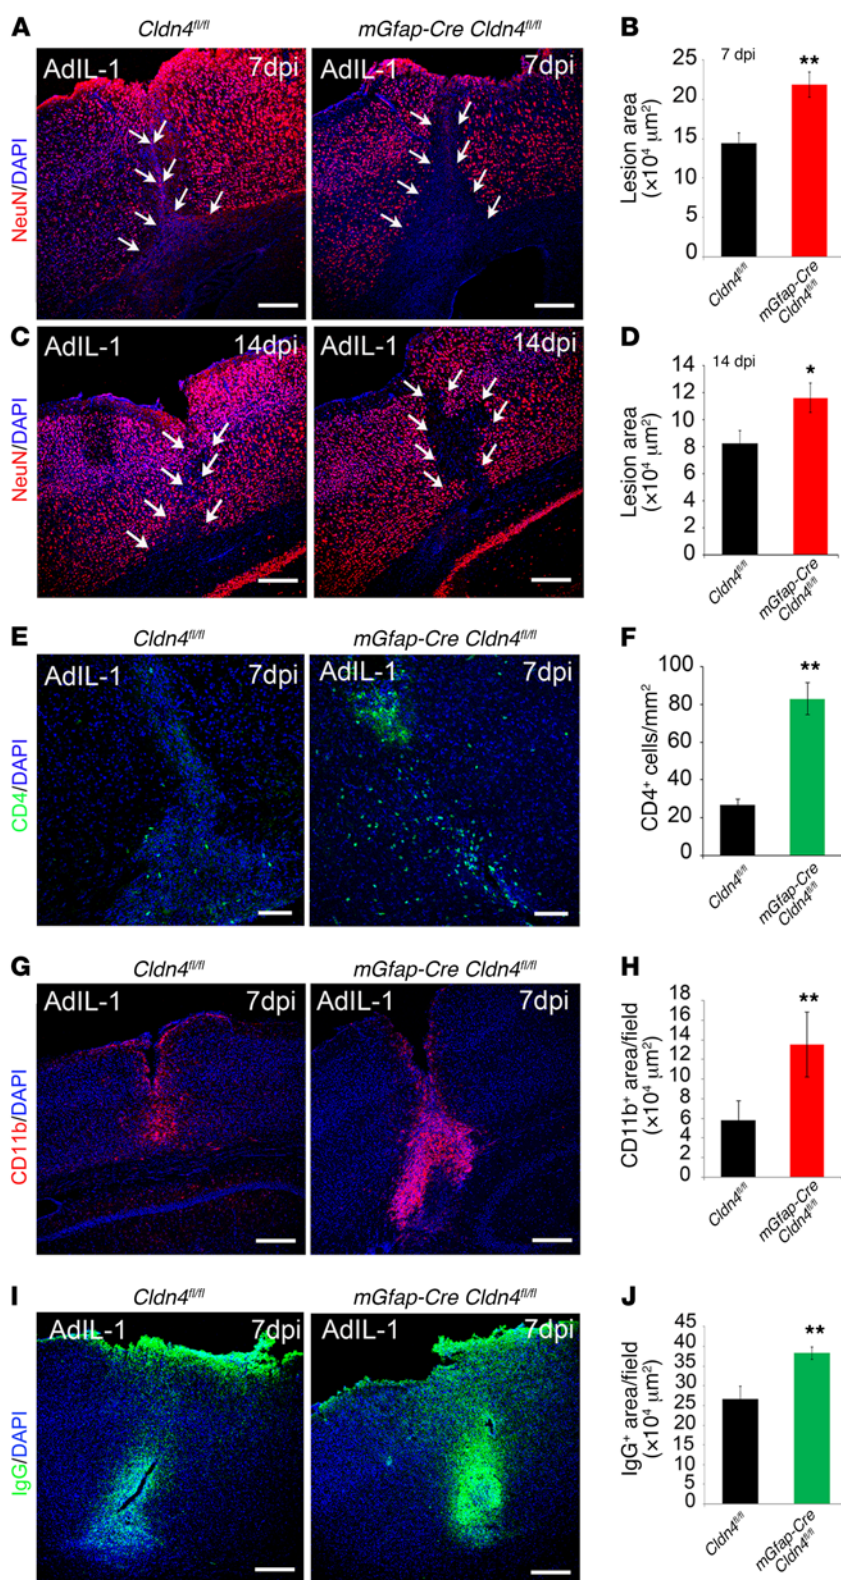 A
Cldn4fl/fl
mGfap-Cre Cldn4fl/fl
AdIL-1
7dpi
AdIL-1
7dpi
NeuN/DAPI
B
7 dpi
**
25
20
15
10
5
0
Lesion area
(×10⁴ μm²)
Cldn4fl/fl
mGfap-Cre
Cldn4fl/fl
C
AdIL-1
14dpi
AdIL-1
14dpi
NeuN/DAPI
D
14 dpi
*
14
12
10
8
6
4
2
0
Lesion area
(×10⁴ μm²)
Cldn4fl/fl
mGfap-Cre
Cldn4fl/fl
E
Cldn4fl/fl
mGfap-Cre Cldn4fl/fl
AdIL-1
7dpi
AdIL-1
7dpi
CD4/DAPI
F
**
100
80
60
40
20
0
CD4⁺ cells/mm²
Cldn4fl/fl
mGfap-Cre
Cldn4fl/fl
G
Cldn4fl/fl
mGfap-Cre Cldn4fl/fl
AdIL-1
7dpi
AdIL-1
7dpi
CD11b/DAPI
H
**
18
16
14
12
10
8
6
4
2
0
CD11b⁺ area/field
(×10⁴ μm²)
Cldn4fl/fl
mGfap-Cre
Cldn4fl/fl
I
Cldn4fl/fl
mGfap-Cre Cldn4fl/fl
AdIL-1
7dpi
AdIL-1
7dpi
IgG/DAPI
J
**
45
40
35
30
25
20
15
10
5
0
IgG⁺ area/field
(×10⁴ μm²)
Cldn4fl/fl
mGfap-Cre
Cldn4fl/fl